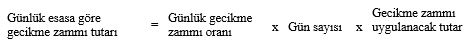 Günlük esasa göre gecikme zammı tutarı = Günlük gecikme zammı oranı x Gün sayısı x Gecikme zammı uygulanacak tutar